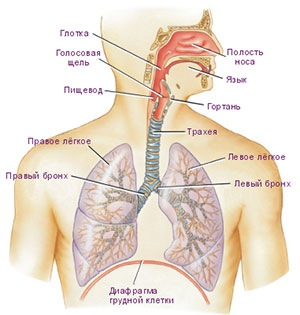 Глотка
Голосовая
щель
Пищевод
Полость
носа
Язык
Гортань
Трахея
Правое лёгкое
Левое лёгкое
Правый бронх
Левый бронх
Диафрагма
грудной клетки